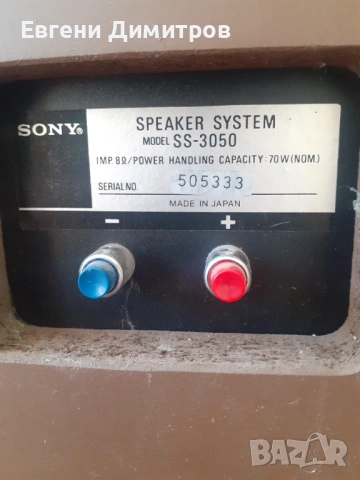 Евгени Димитров
SONY®
SPEAKER SYSTEM
MODEL SS-3050
IMP. 8Ω/POWER HANDLING CAPACITY: 70W(NOM.)
SERIAL NO. 505333
MADE IN JAPAN
− +
BAZAR